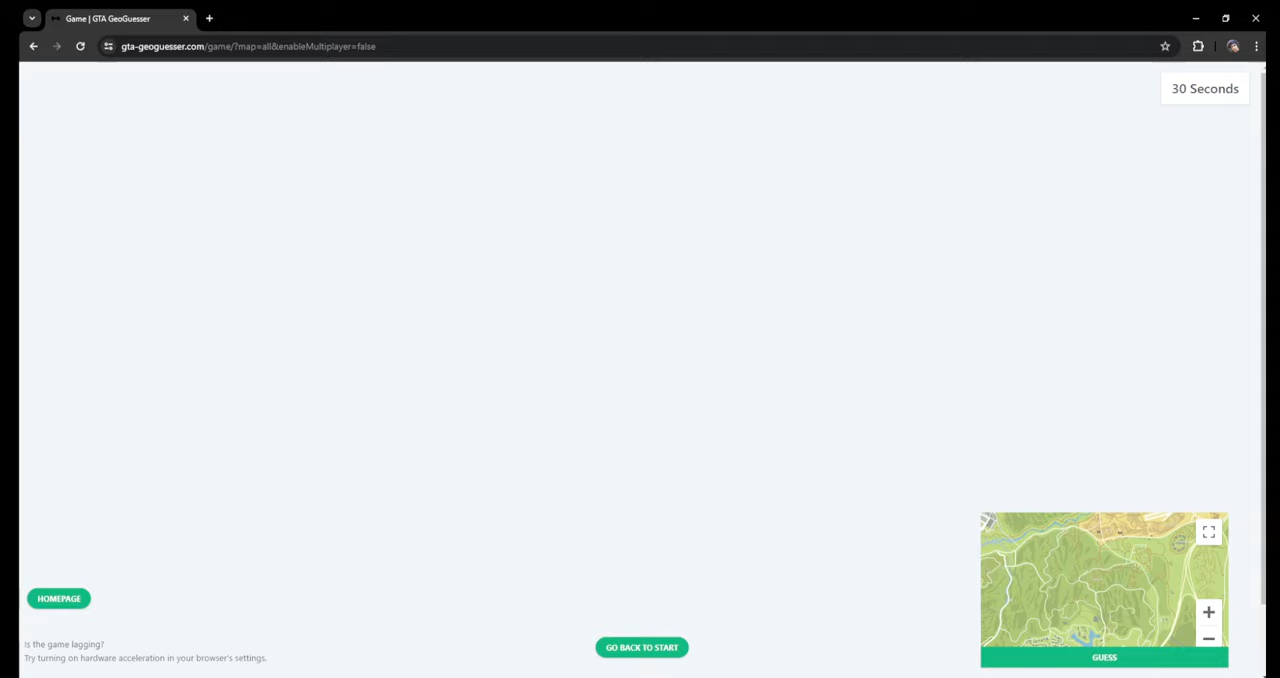 Game | GTA GeoGuesser
gta-geoguesser.com/game/?map=all&enableMultiplayer=false
30 Seconds
HOMEPAGE
Is the game lagging?
Try turning on hardware acceleration in your browser's settings.
GO BACK TO START
GUESS